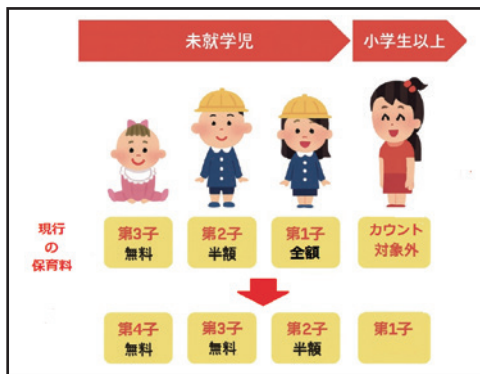 未就学児
小学生以上
現行
の
保育料
第3子
無料
第2子
半額
第1子
全額
カウント
対象外
第4子
無料
第3子
無料
第2子
半額
第1子